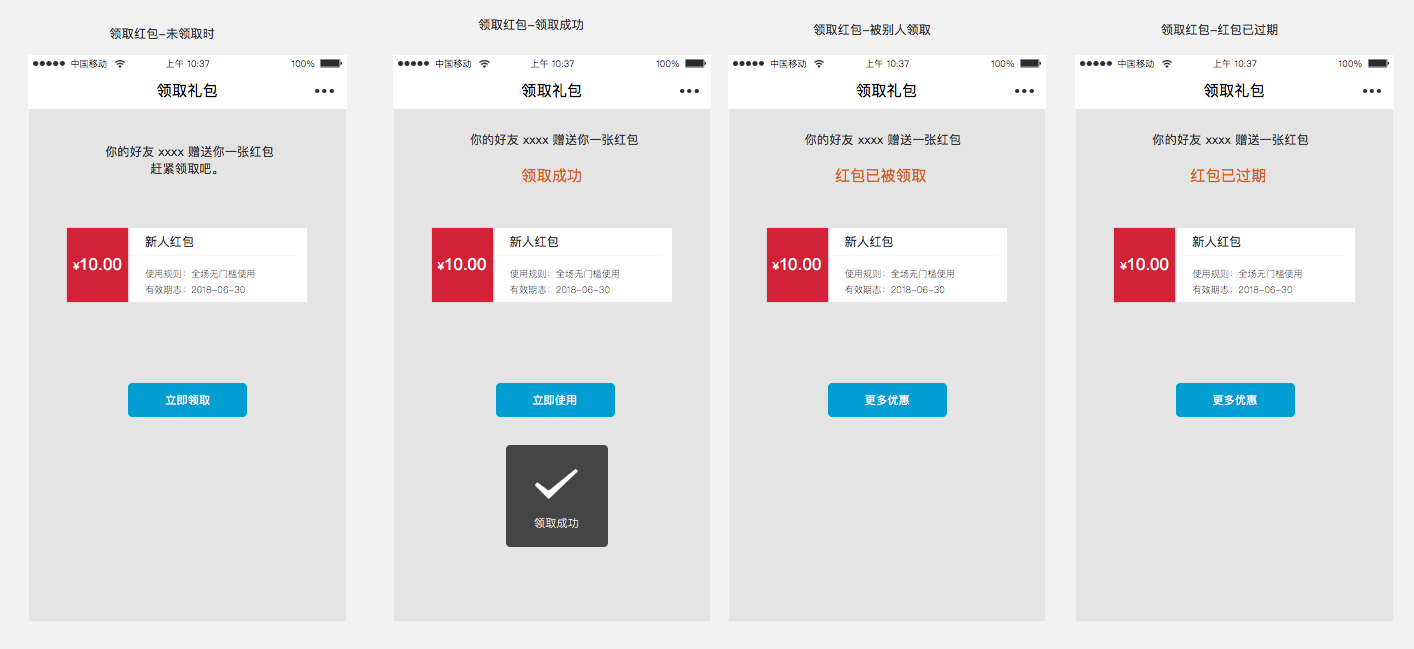 领取红包-未领取时
中国移动 上午 10:37 100%
领取礼包
你的好友 xxxx 赠送你一张红包
赶紧领取吧。
¥10.00
新人红包
使用规则：全场无门槛使用
有效期志：2018-06-30
立即领取
领取红包-领取成功
中国移动 上午 10:37 100%
领取礼包
你的好友 xxxx 赠送你一张红包
领取成功
¥10.00
新人红包
使用规则：全场无门槛使用
有效期志：2018-06-30
立即使用
领取成功
领取红包-被别人领取
中国移动 上午 10:37 100%
领取礼包
你的好友 xxxx 赠送一张红包
红包已被领取
¥10.00
新人红包
使用规则：全场无门槛使用
有效期志：2018-06-30
更多优惠
领取红包-红包已过期
中国移动 上午 10:37 100%
领取礼包
你的好友 xxxx 赠送一张红包
红包已过期
¥10.00
新人红包
使用规则：全场无门槛使用
有效期志：2018-06-30
更多优惠